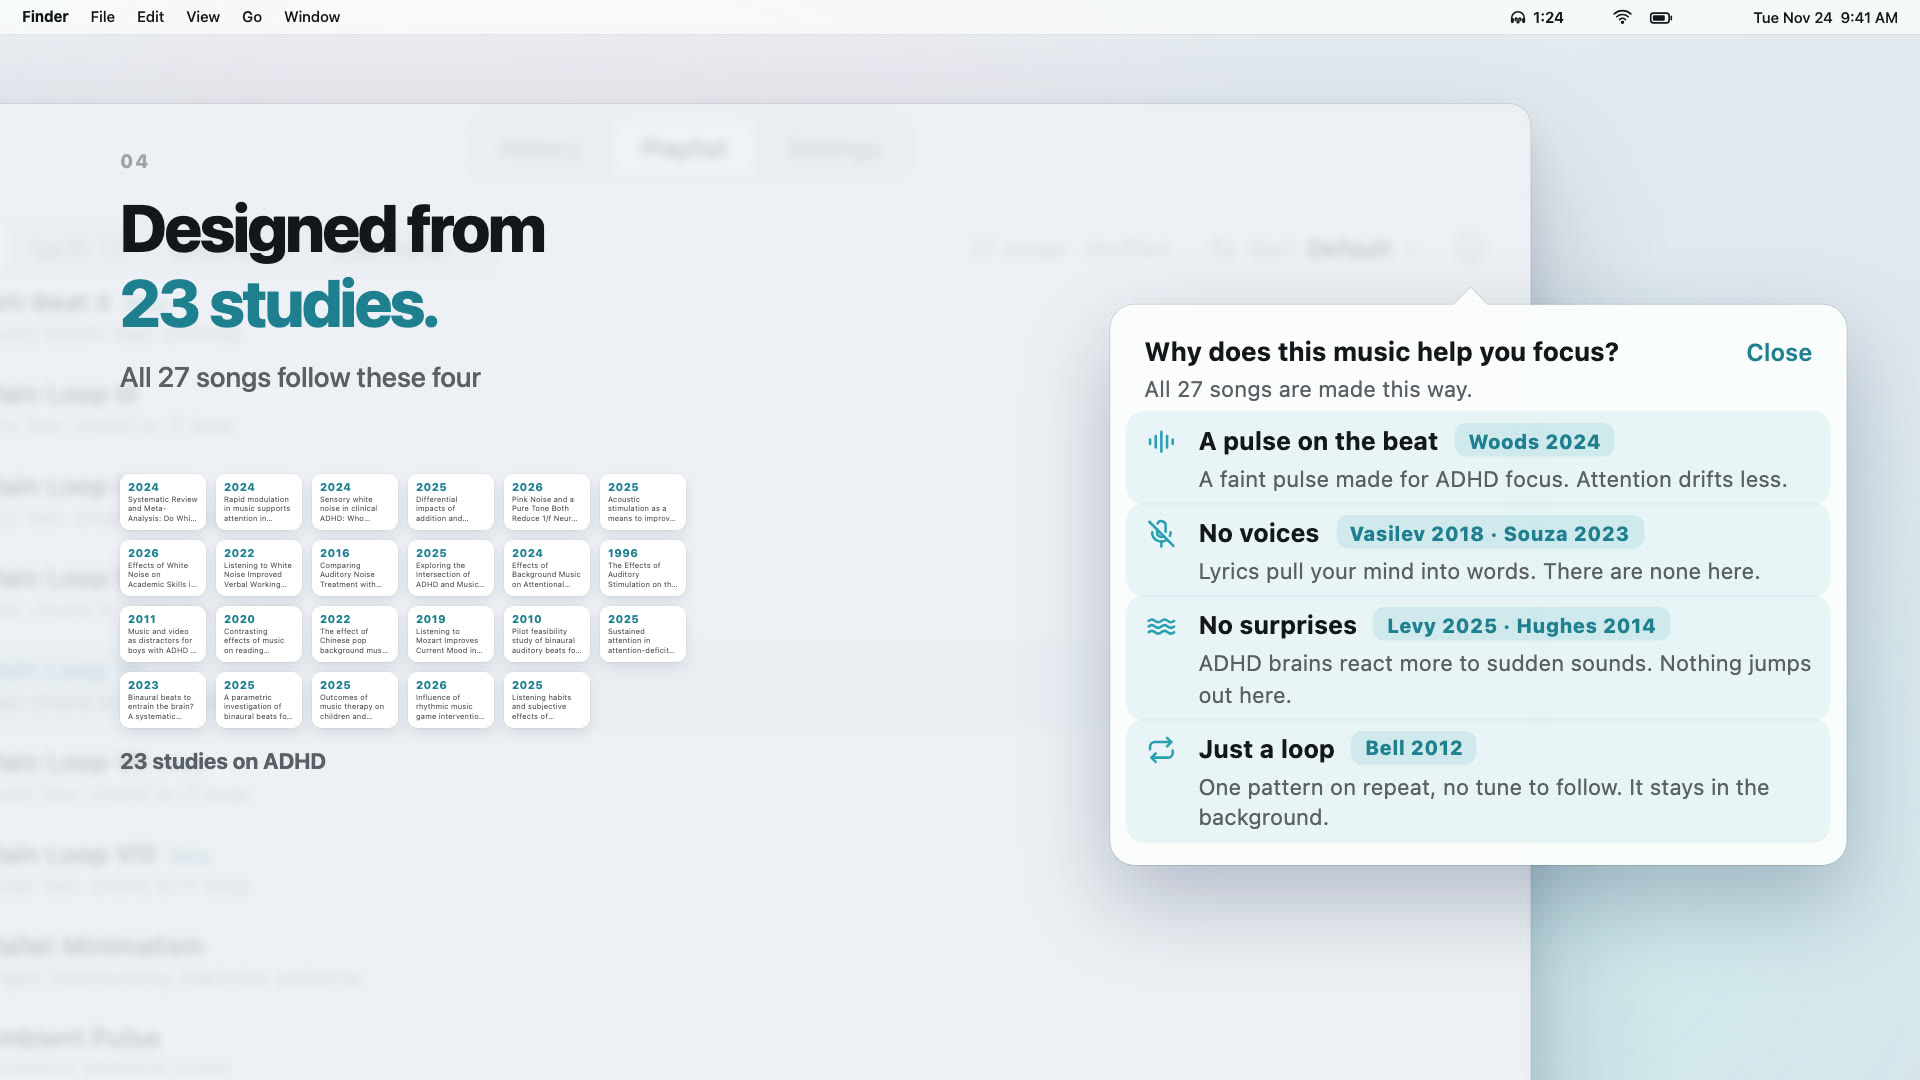 Finder File Edit View Go Window
1:24
Tue Nov 24 9:41 AM
History Playlist Settings
04
Designed from
23 studies.
All 27 songs follow these four
27 songs · shuffled Sort Default
2024
Systematic Review
and Meta-
Analysis: Do Whi...
2024
Rapid modulation
in music supports
attention in...
2024
Sensory white
noise in clinical
ADHD: Who...
2025
Differential
impacts of
addition and...
2026
Pink Noise and a
Pure Tone Both
Reduce 1/f Neur...
2025
Acoustic
stimulation as a
means to improv...
2026
Effects of White
Noise on
Academic Skills i...
2022
Listening to White
Noise Improved
Verbal Working...
2016
Comparing
Auditory Noise
Treatment with...
2025
Exploring the
Intersection of
ADHD and Music...
2024
Effects of
Background Music
on Attentional...
1996
The Effects of
Auditory
Stimulation on th...
2011
Music and video
as distractors for
boys with ADHD ...
2020
Contrasting
effects of music
on reading...
2022
The effect of
Chinese pop
background mus...
2019
Listening to
Mozart Improves
Current Mood in...
2010
Pilot feasibility
study of binaural
auditory beats fo...
2025
Sustained
attention in
attention-deficit...
2023
Binaural beats to
entrain the brain?
A systematic...
2025
A parametric
investigation of
binaural beats fo...
2025
Outcomes of
music therapy on
children and...
2026
Influence of
rhythmic music
game interventio...
2025
Listening habits
and subjective
effects of...
23 studies on ADHD
Why does this music help you focus?
Close
All 27 songs are made this way.
A pulse on the beat Woods 2024
A faint pulse made for ADHD focus. Attention drifts less.
No voices Vasilev 2018 · Souza 2023
Lyrics pull your mind into words. There are none here.
No surprises Levy 2025 · Hughes 2014
ADHD brains react more to sudden sounds. Nothing jumps
out here.
Just a loop Bell 2012
One pattern on repeat, no tune to follow. It stays in the
background.